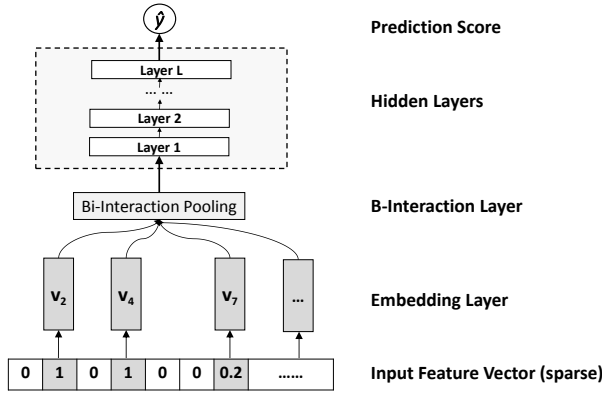 ŷ Prediction Score
Layer L
... ...
Hidden Layers
Layer 2
Layer 1
Bi-Interaction Pooling B-Interaction Layer
v₂ v₄ v₇ ... Embedding Layer
0 1 0 1 0 0 0.2 ...... Input Feature Vector (sparse)